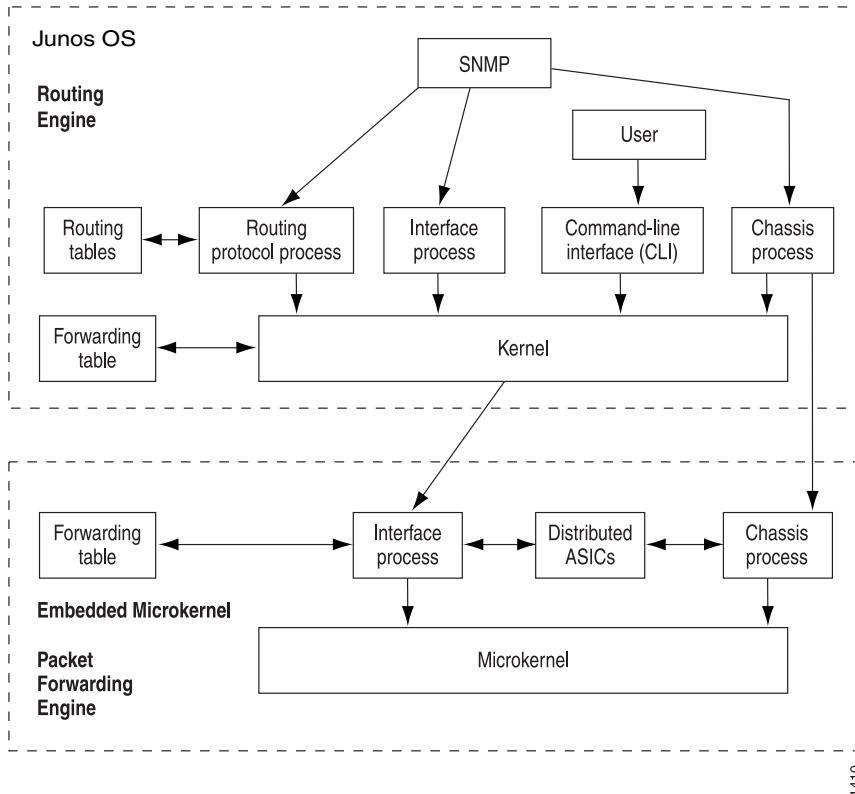 Junos OS
Routing
Engine
SNMP
User
Routing
tables
Routing
protocol process
Interface
process
Command-line
interface (CLI)
Chassis
process
Forwarding
table
Kernel
Forwarding
table
Interface
process
Distributed
ASICs
Chassis
process
Embedded Microkernel
Packet
Forwarding
Engine
Microkernel
1410